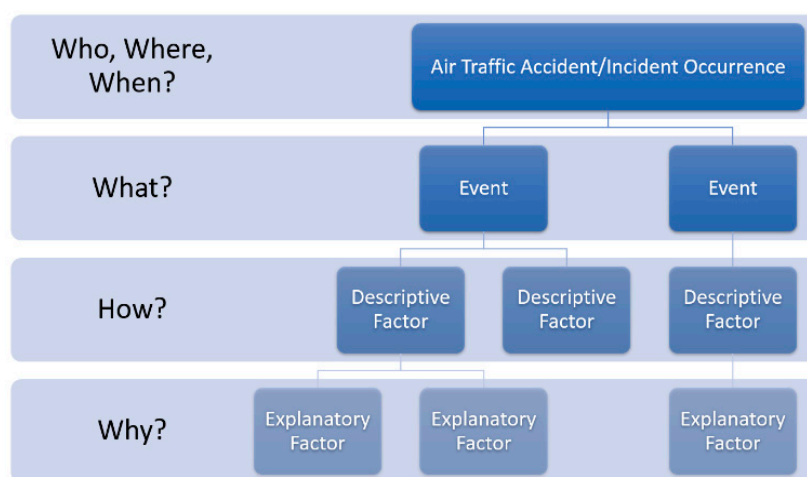 Who, Where,
When?
Air Traffic Accident/Incident Occurrence
What?
Event
Event
How?
Descriptive
Factor
Descriptive
Factor
Descriptive
Factor
Why?
Explanatory
Factor
Explanatory
Factor
Explanatory
Factor